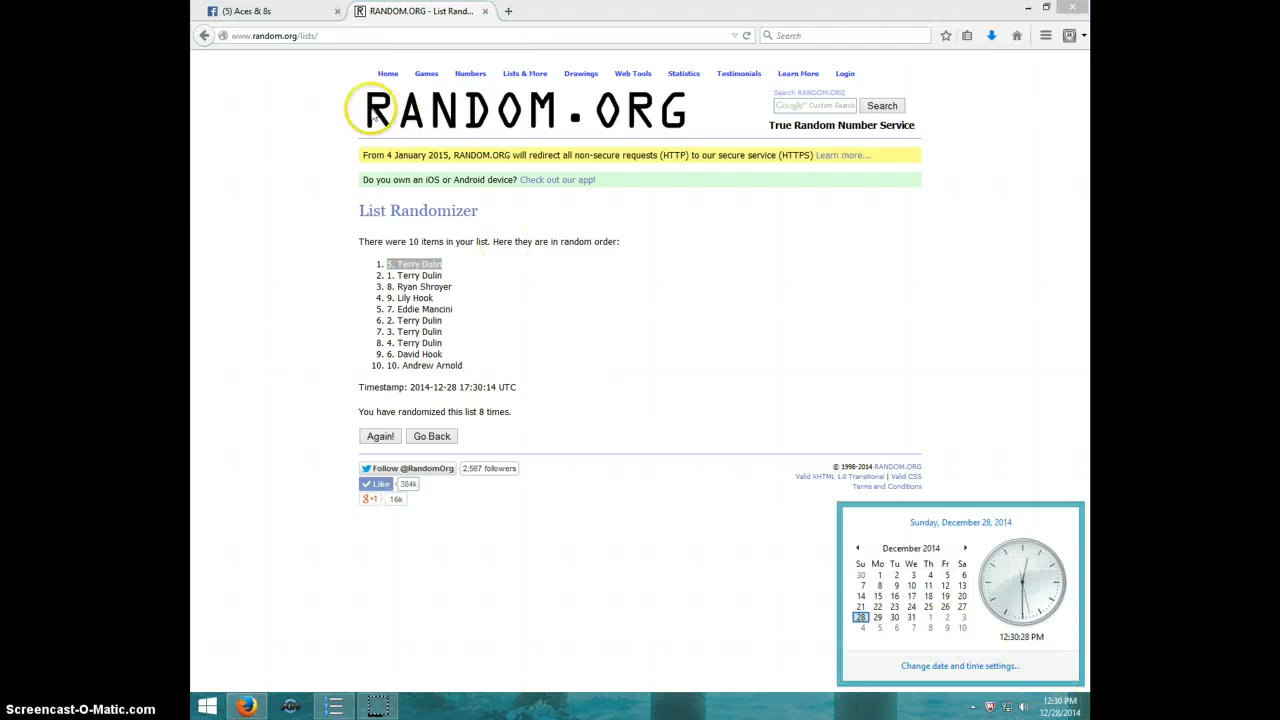 (5) Aces & 8s
RANDOM.ORG - List Rand...
www.random.org/lists/
Search
Home Games Numbers Lists & More Drawings Web Tools Statistics Testimonials Learn More Login
Search RANDOM.ORG
Google™ Custom Search Search
RANDOM.ORG
True Random Number Service
From 4 January 2015, RANDOM.ORG will redirect all non-secure requests (HTTP) to our secure service (HTTPS) Learn more...
Do you own an iOS or Android device? Check out our app!
List Randomizer
There were 10 items in your list. Here they are in random order:
1. 5. Terry Dulin
2. 1. Terry Dulin
3. 8. Ryan Shroyer
4. 9. Lily Hook
5. 7. Eddie Mancini
6. 2. Terry Dulin
7. 3. Terry Dulin
8. 4. Terry Dulin
9. 6. David Hook
10. 10. Andrew Arnold
Timestamp: 2014-12-28 17:30:14 UTC
You have randomized this list 8 times.
Again! Go Back
Follow @RandomOrg 2,567 followers
Like 384k
g+1 16k
© 1998-2014 RANDOM.ORG
Valid XHTML 1.0 Transitional | Valid CSS
Terms and Conditions
Sunday, December 28, 2014
December 2014
Su Mo Tu We Th Fr Sa
30 1 2 3 4 5 6
7 8 9 10 11 12 13
14 15 16 17 18 19 20
21 22 23 24 25 26 27
28 29 30 31 1 2 3
4 5 6 7 8 9 10
12:30:28 PM
Change date and time settings...
12:30 PM
12/28/2014
Screencast-O-Matic.com